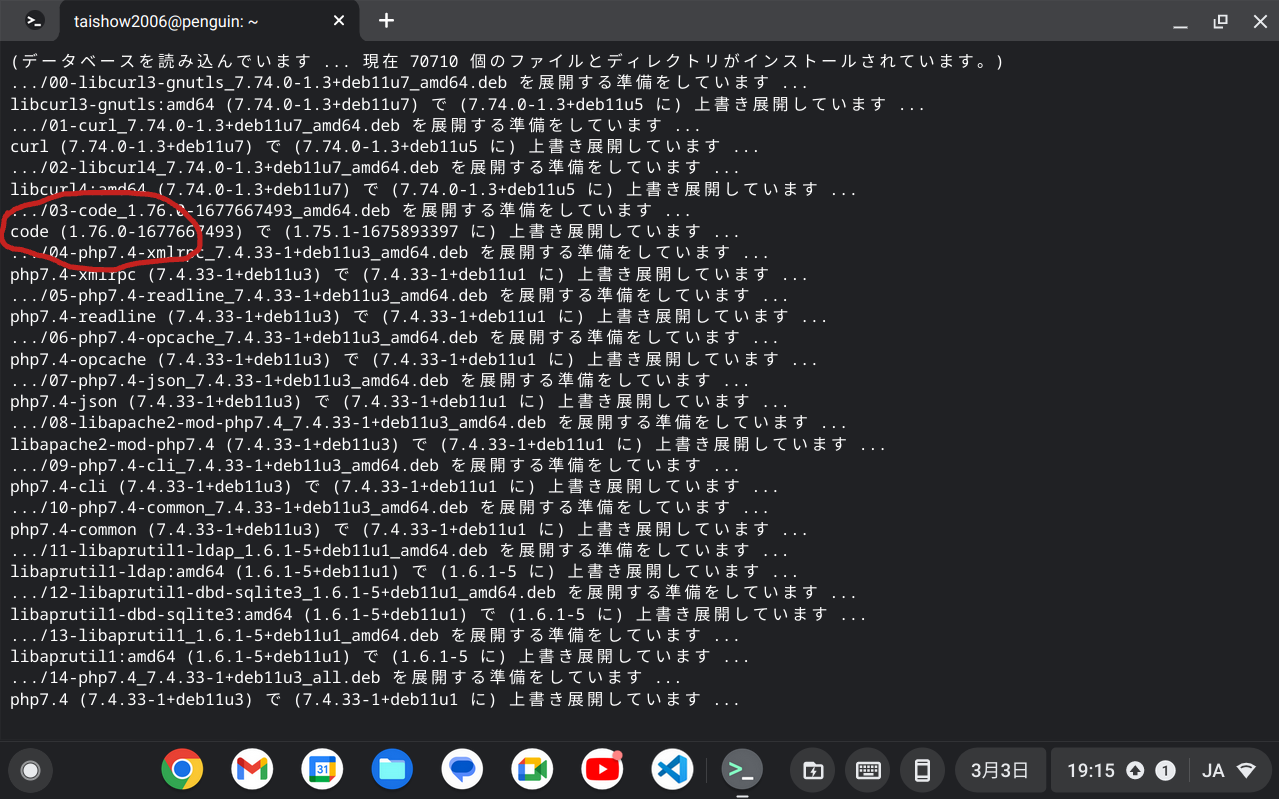 taishow2006@penguin: ~
(データベースを読み込んでいます ... 現在 70710 個のファイルとディレクトリがインストールされています。)
.../00-libcurl3-gnutls_7.74.0-1.3+deb11u7_amd64.deb を展開する準備をしています ...
libcurl3-gnutls:amd64 (7.74.0-1.3+deb11u7) で (7.74.0-1.3+deb11u5 に) 上書き展開しています ...
.../01-curl_7.74.0-1.3+deb11u7_amd64.deb を展開する準備をしています ...
curl (7.74.0-1.3+deb11u7) で (7.74.0-1.3+deb11u5 に) 上書き展開しています ...
.../02-libcurl4_7.74.0-1.3+deb11u7_amd64.deb を展開する準備をしています ...
libcurl4:amd64 (7.74.0-1.3+deb11u7) で (7.74.0-1.3+deb11u5 に) 上書き展開しています ...
.../03-code_1.76.0-1677667493_amd64.deb を展開する準備をしています ...
code (1.76.0-1677667493) で (1.75.1-1675893397 に) 上書き展開しています ...
.../04-php7.4-xmlrpc_7.4.33-1+deb11u3_amd64.deb を展開する準備をしています ...
php7.4-xmlrpc (7.4.33-1+deb11u3) で (7.4.33-1+deb11u1 に) 上書き展開しています ...
.../05-php7.4-readline_7.4.33-1+deb11u3_amd64.deb を展開する準備をしています ...
php7.4-readline (7.4.33-1+deb11u3) で (7.4.33-1+deb11u1 に) 上書き展開しています ...
.../06-php7.4-opcache_7.4.33-1+deb11u3_amd64.deb を展開する準備をしています ...
php7.4-opcache (7.4.33-1+deb11u3) で (7.4.33-1+deb11u1 に) 上書き展開しています ...
.../07-php7.4-json_7.4.33-1+deb11u3_amd64.deb を展開する準備をしています ...
php7.4-json (7.4.33-1+deb11u3) で (7.4.33-1+deb11u1 に) 上書き展開しています ...
.../08-libapache2-mod-php7.4_7.4.33-1+deb11u3_amd64.deb を展開する準備をしています ...
libapache2-mod-php7.4 (7.4.33-1+deb11u3) で (7.4.33-1+deb11u1 に) 上書き展開しています ...
.../09-php7.4-cli_7.4.33-1+deb11u3_amd64.deb を展開する準備をしています ...
php7.4-cli (7.4.33-1+deb11u3) で (7.4.33-1+deb11u1 に) 上書き展開しています ...
.../10-php7.4-common_7.4.33-1+deb11u3_amd64.deb を展開する準備をしています ...
php7.4-common (7.4.33-1+deb11u3) で (7.4.33-1+deb11u1 に) 上書き展開しています ...
.../11-libaprutil1-ldap_1.6.1-5+deb11u1_amd64.deb を展開する準備をしています ...
libaprutil1-ldap:amd64 (1.6.1-5+deb11u1) で (1.6.1-5 に) 上書き展開しています ...
.../12-libaprutil1-dbd-sqlite3_1.6.1-5+deb11u1_amd64.deb を展開する準備をしています ...
libaprutil1-dbd-sqlite3:amd64 (1.6.1-5+deb11u1) で (1.6.1-5 に) 上書き展開しています ...
.../13-libaprutil1_1.6.1-5+deb11u1_amd64.deb を展開する準備をしています ...
libaprutil1:amd64 (1.6.1-5+deb11u1) で (1.6.1-5 に) 上書き展開しています ...
.../14-php7.4_7.4.33-1+deb11u3_all.deb を展開する準備をしています ...
php7.4 (7.4.33-1+deb11u3) で (7.4.33-1+deb11u1 に) 上書き展開しています ...
31 3月3日 19:15 1 JA